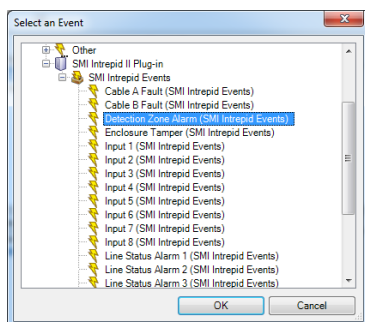 Select an Event
Other
SMI Intrepid II Plug-in
SMI Intrepid Events
Cable A Fault (SMI Intrepid Events)
Cable B Fault (SMI Intrepid Events)
Detection Zone Alarm (SMI Intrepid Events)
Enclosure Tamper (SMI Intrepid Events)
Input 1 (SMI Intrepid Events)
Input 2 (SMI Intrepid Events)
Input 3 (SMI Intrepid Events)
Input 4 (SMI Intrepid Events)
Input 5 (SMI Intrepid Events)
Input 6 (SMI Intrepid Events)
Input 7 (SMI Intrepid Events)
Input 8 (SMI Intrepid Events)
Line Status Alarm 1 (SMI Intrepid Events)
Line Status Alarm 2 (SMI Intrepid Events)
Line Status Alarm 3 (SMI Intrepid Events)
OK Cancel